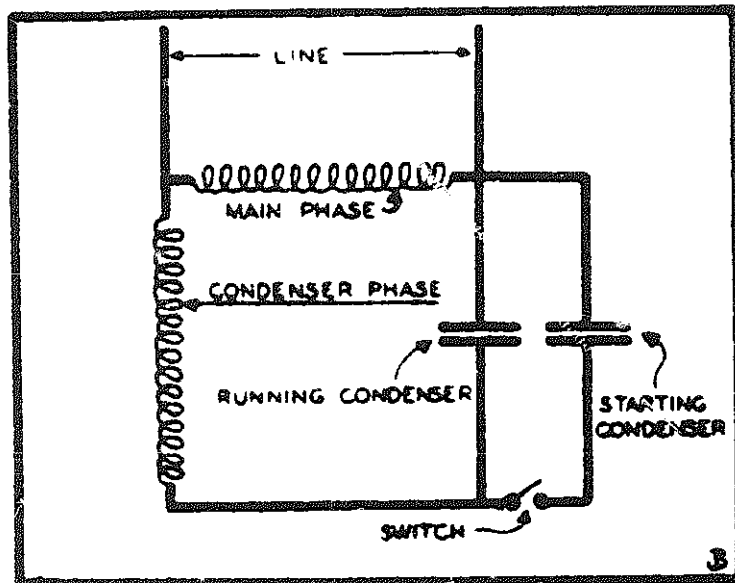 LINE
MAIN PHASE
CONDENSER PHASE
RUNNING CONDENSER
STARTING
CONDENSER
SWITCH
B